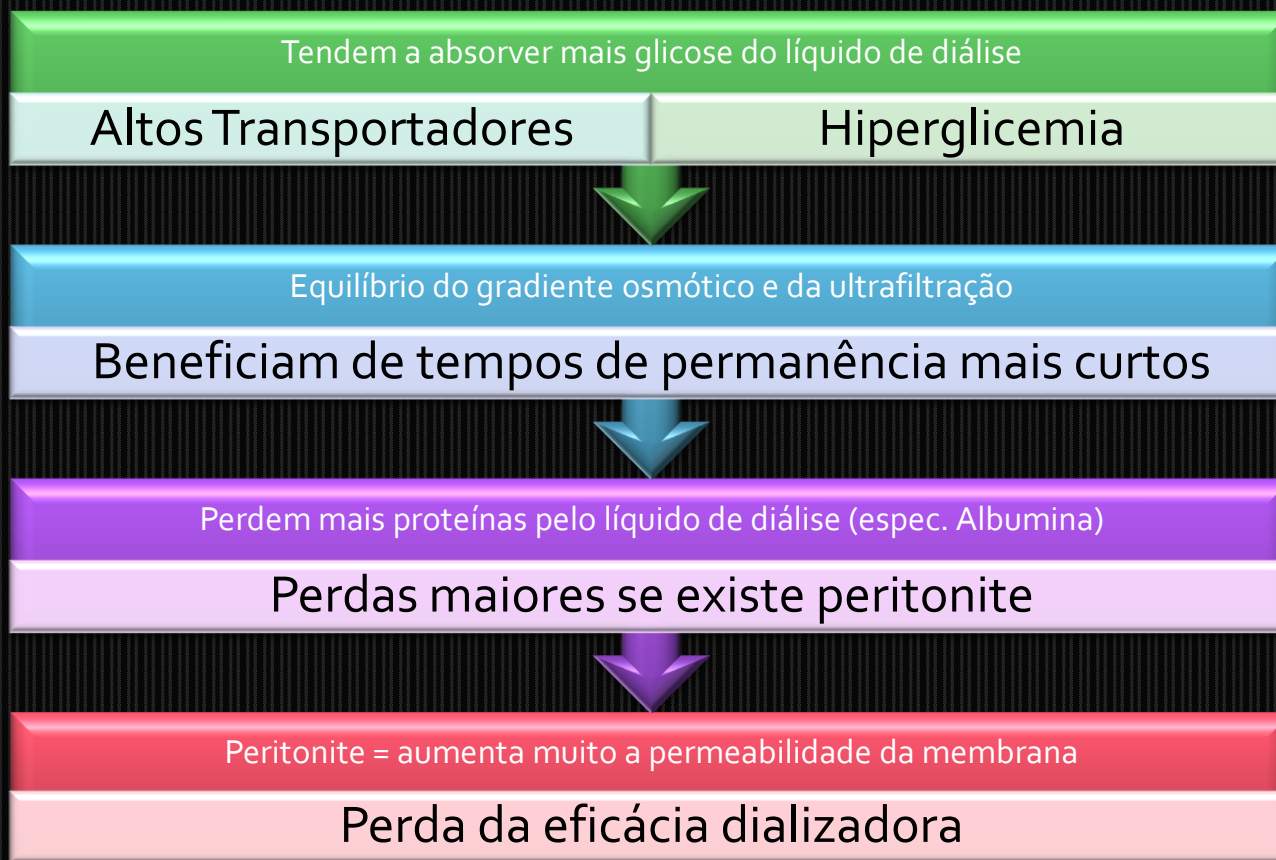 Tendem a absorver mais glicose do líquido de diálise
Altos Transportadores
Hiperglicemia
Equilíbrio do gradiente osmótico e da ultrafiltração
Beneficiam de tempos de permanência mais curtos
Perdem mais proteínas pelo líquido de diálise (espec. Albumina)
Perdas maiores se existe peritonite
Peritonite = aumenta muito a permeabilidade da membrana
Perda da eficácia dializadora